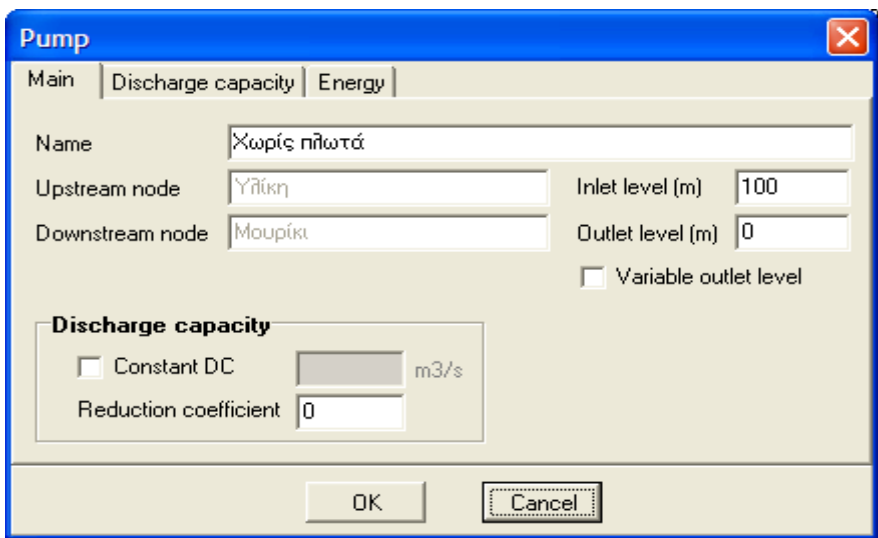 Pump
Main Discharge capacity Energy
Name Χωρίς πλωτά
Upstream node Υλίκη Inlet level (m) 100
Downstream node Μουρίκι Outlet level (m) 0
Variable outlet level
Discharge capacity
Constant DC m3/s
Reduction coefficient 0
OK Cancel